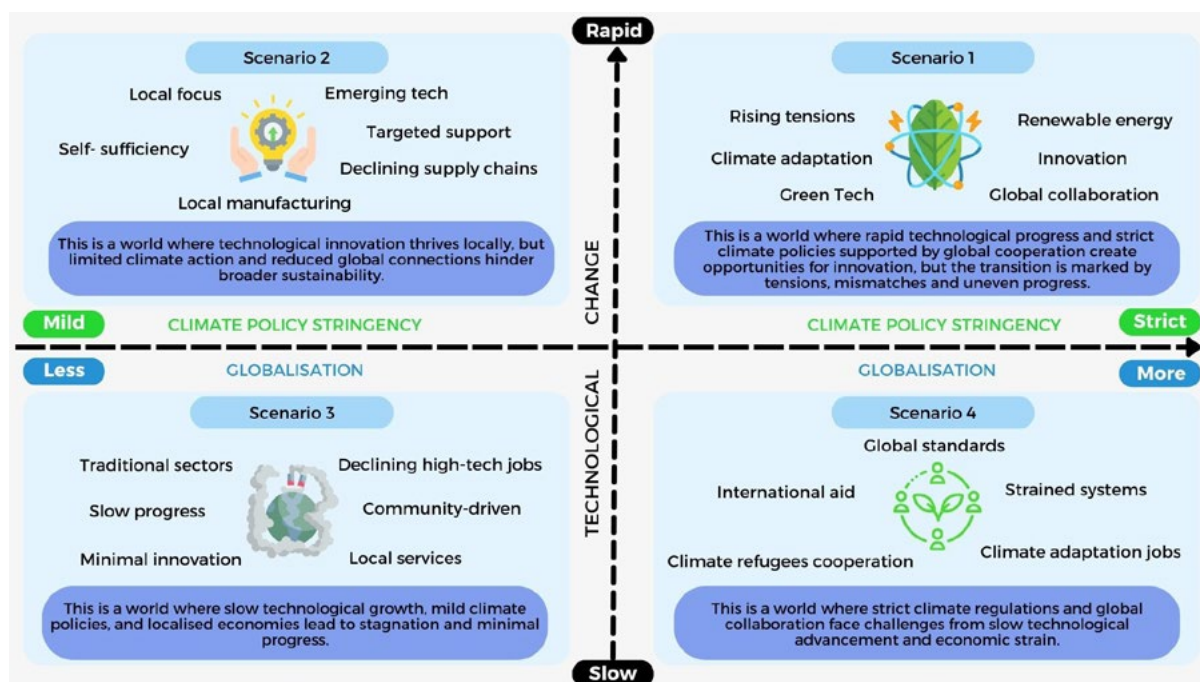 Rapid
Scenario 2
Local focus
Emerging tech
Targeted support
Self- sufficiency
Declining supply chains
Local manufacturing
This is a world where technological innovation thrives locally, but
limited climate action and reduced global connections hinder
broader sustainability.
Scenario 1
Rising tensions
Renewable energy
Climate adaptation
Innovation
Green Tech
Global collaboration
This is a world where rapid technological progress and strict
climate policies supported by global cooperation create
opportunities for innovation, but the transition is marked by
tensions, mismatches and uneven progress.
CHANGE
Mild
CLIMATE POLICY STRINGENCY
CLIMATE POLICY STRINGENCY
Strict
Less
GLOBALISATION
GLOBALISATION
More
TECHNOLOGICAL
Scenario 3
Traditional sectors
Declining high-tech jobs
Slow progress
Community-driven
Minimal innovation
Local services
This is a world where slow technological growth, mild climate
policies, and localised economies lead to stagnation and minimal
progress.
Scenario 4
Global standards
International aid
Strained systems
Climate refugees cooperation
Climate adaptation jobs
This is a world where strict climate regulations and global
collaboration face challenges from slow technological
advancement and economic strain.
Slow